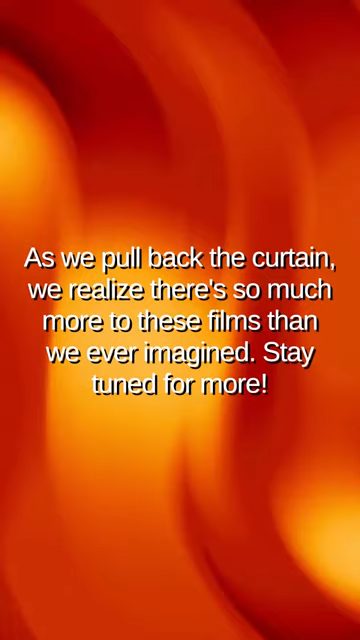 As we pull back the curtain,
we realize there's so much
more to these films than
we ever imagined. Stay
tuned for more!